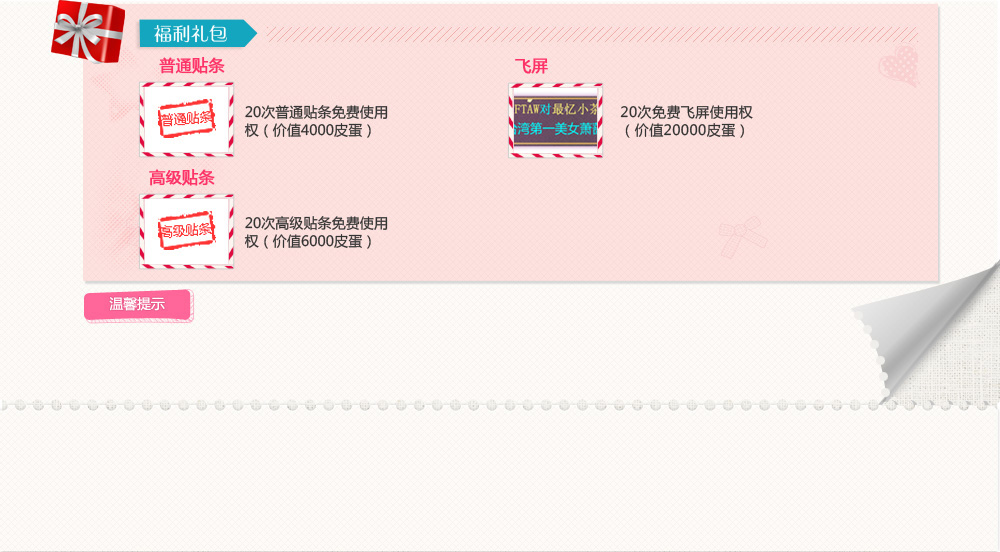 福利礼包
普通贴条
普通贴条
20次普通贴条免费使用
权（价值4000皮蛋）
飞屏
FTAW对最忆小茶
湾第一美女萧
20次免费飞屏使用权
（价值20000皮蛋）
高级贴条
高级贴条
20次高级贴条免费使用
权（价值6000皮蛋）
温馨提示